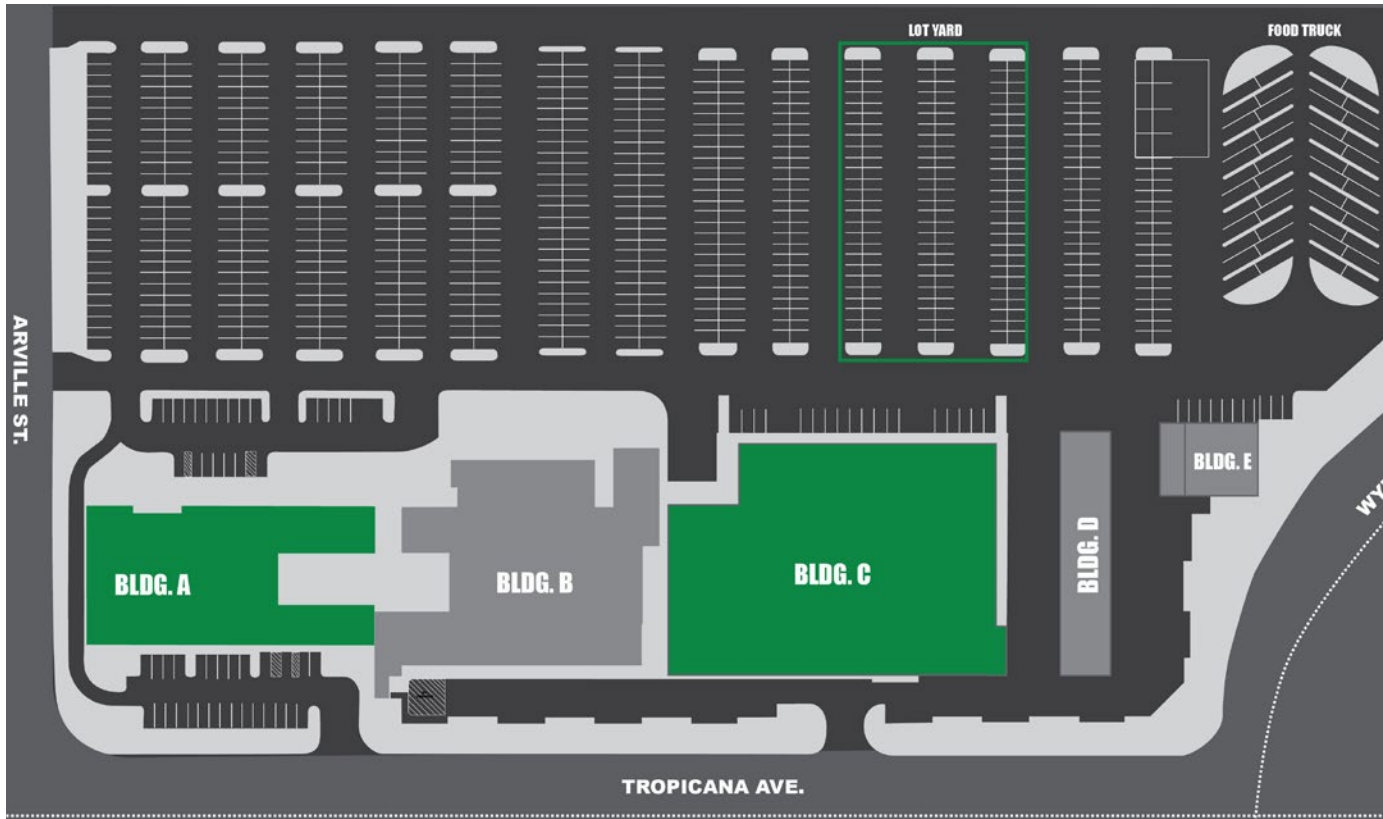 LOT YARD
FOOD TRUCK
ARVILLE ST.
BLDG. A
BLDG. B
BLDG. C
BLDG. D
BLDG. E
TROPICANA AVE.